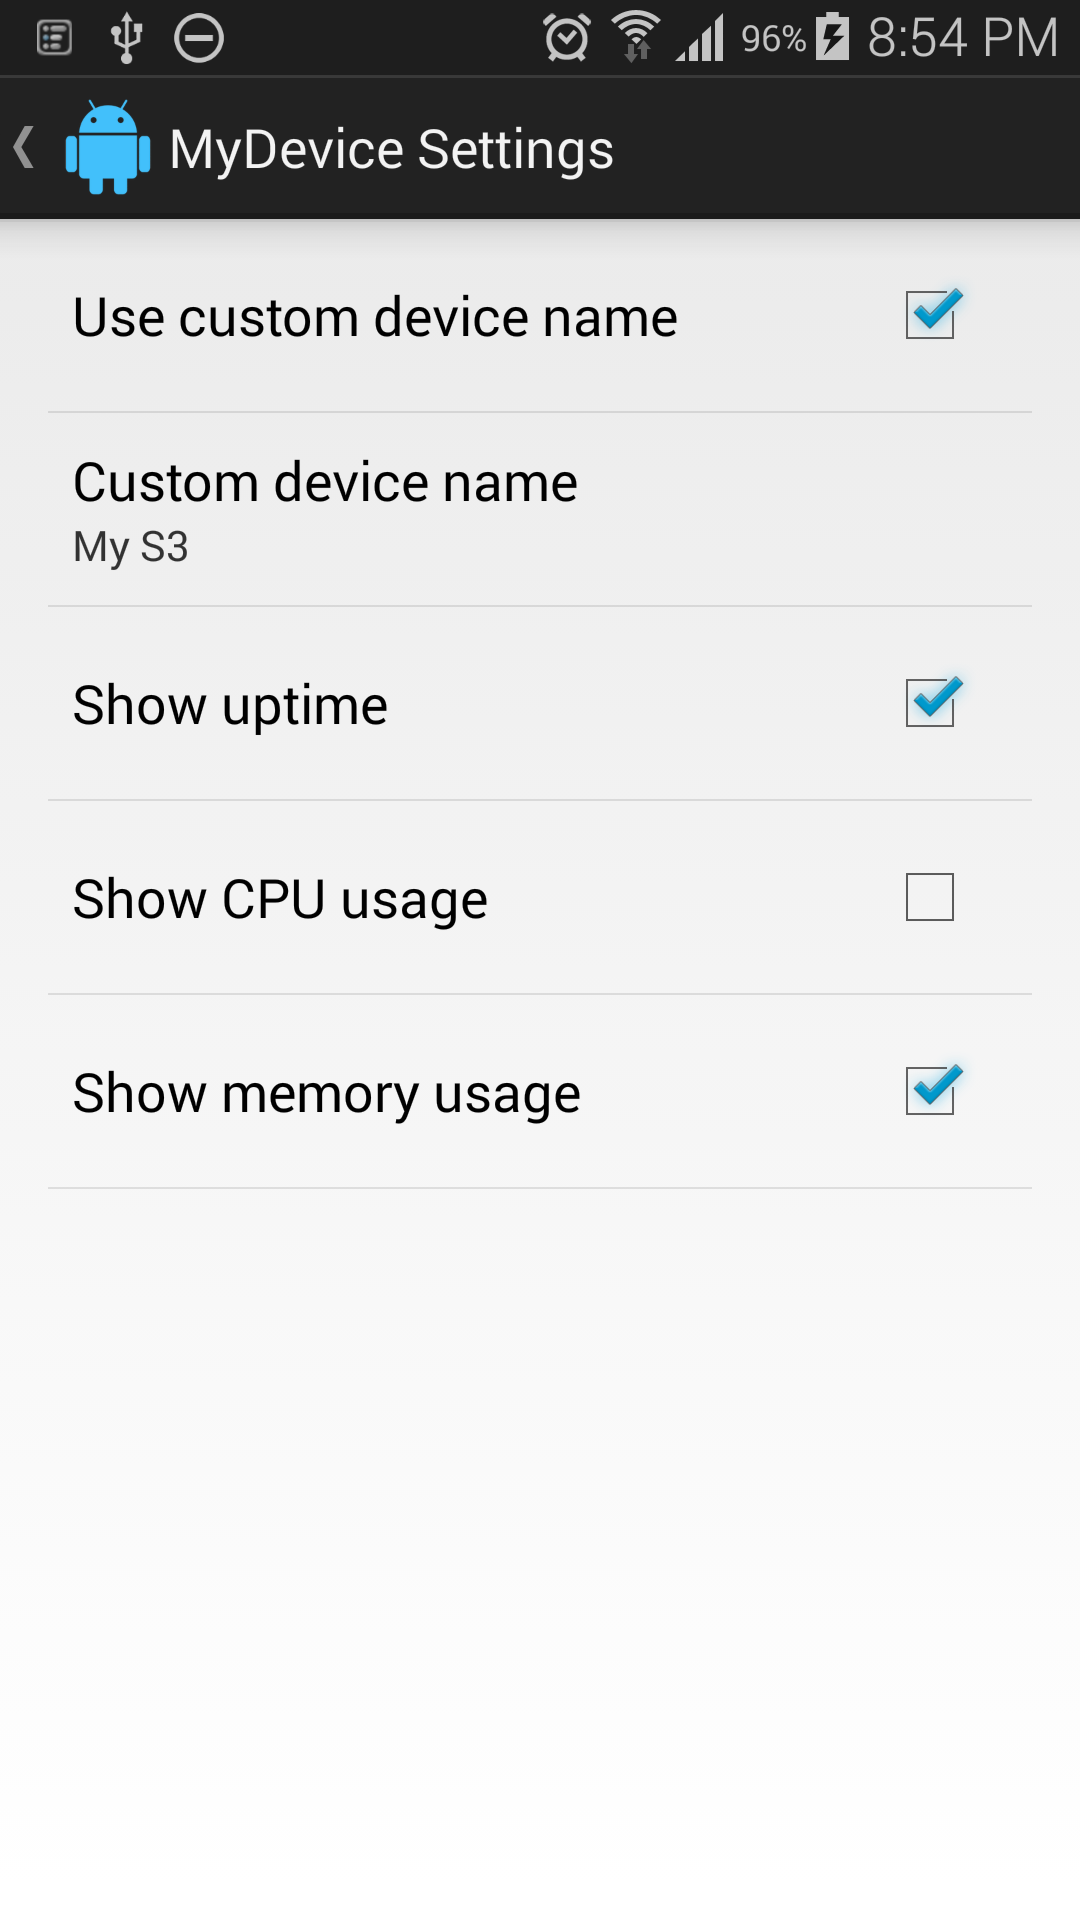 96% 8:54 PM
MyDevice Settings
Use custom device name
Custom device name
My S3
Show uptime
Show CPU usage
Show memory usage